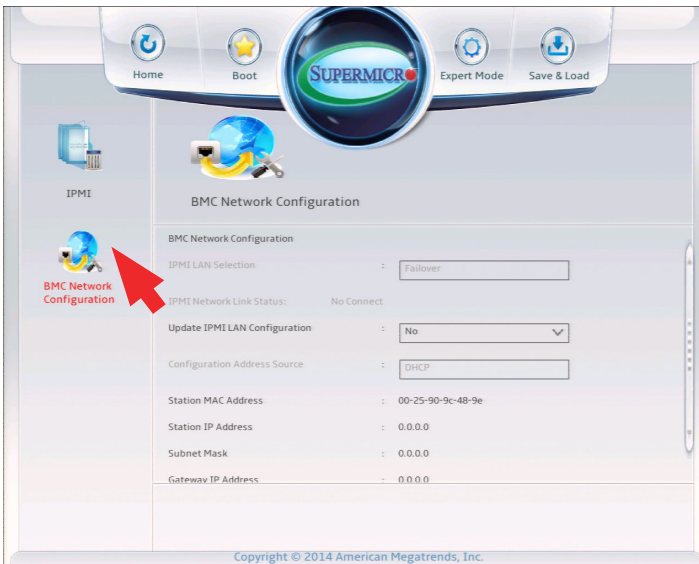 Home
Boot
SUPERMICRO
Expert Mode
Save & Load
IPMI
BMC Network
Configuration
BMC Network Configuration
BMC Network Configuration
IPMI LAN Selection : Failover
IPMI Network Link Status: No Connect
Update IPMI LAN Configuration : No
Configuration Address Source : DHCP
Station MAC Address : 00-25-90-9c-48-9e
Station IP Address : 0.0.0.0
Subnet Mask : 0.0.0.0
Gateway IP Address : 0.0.0.0
Copyright © 2014 American Megatrends, Inc.